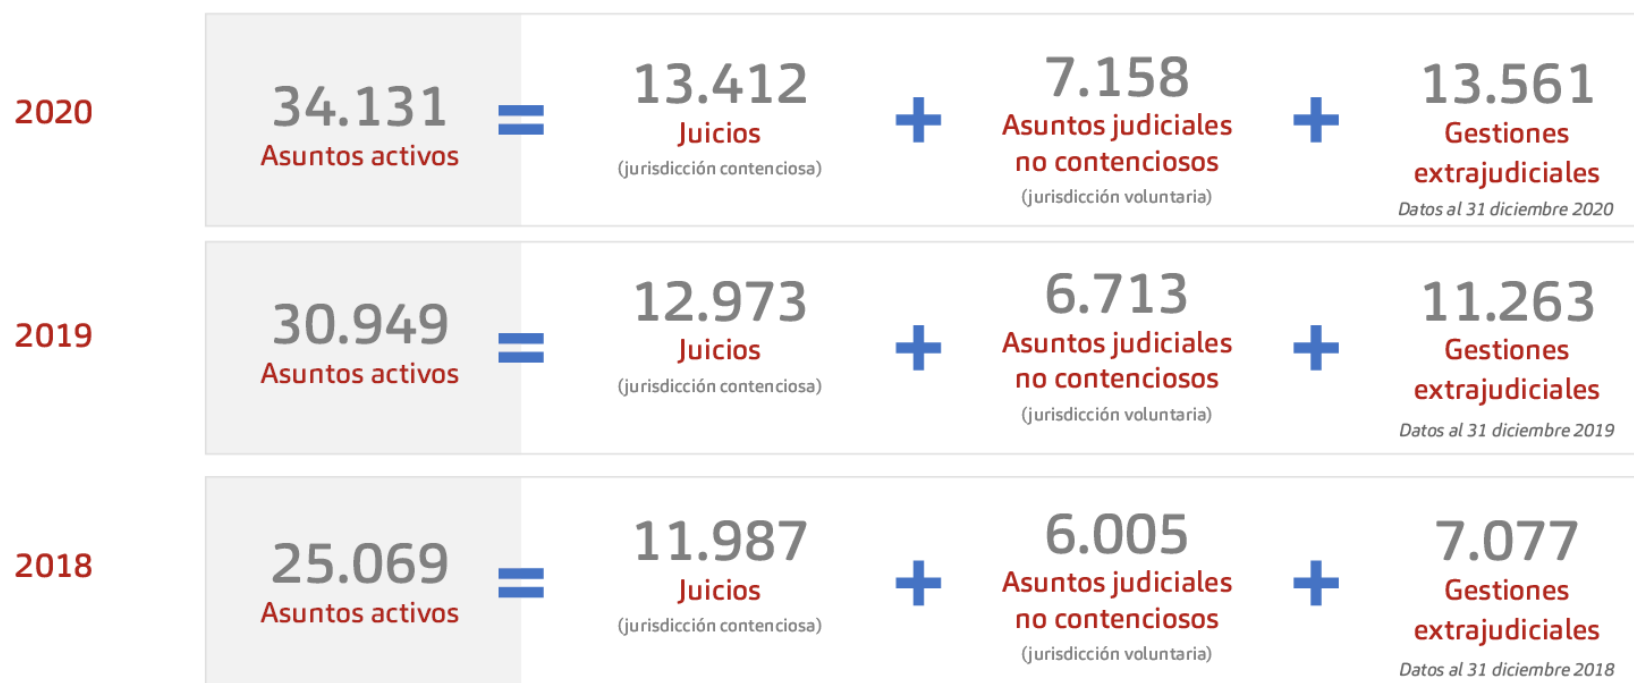 2020
34.131
Asuntos activos
=
13.412
Juicios
(jurisdicción contenciosa)
+
7.158
Asuntos judiciales
no contenciosos
(jurisdicción voluntaria)
+
13.561
Gestiones
extrajudiciales
Datos al 31 diciembre 2020
2019
30.949
Asuntos activos
=
12.973
Juicios
(jurisdicción contenciosa)
+
6.713
Asuntos judiciales
no contenciosos
(jurisdicción voluntaria)
+
11.263
Gestiones
extrajudiciales
Datos al 31 diciembre 2019
2018
25.069
Asuntos activos
=
11.987
Juicios
(jurisdicción contenciosa)
+
6.005
Asuntos judiciales
no contenciosos
(jurisdicción voluntaria)
+
7.077
Gestiones
extrajudiciales
Datos al 31 diciembre 2018